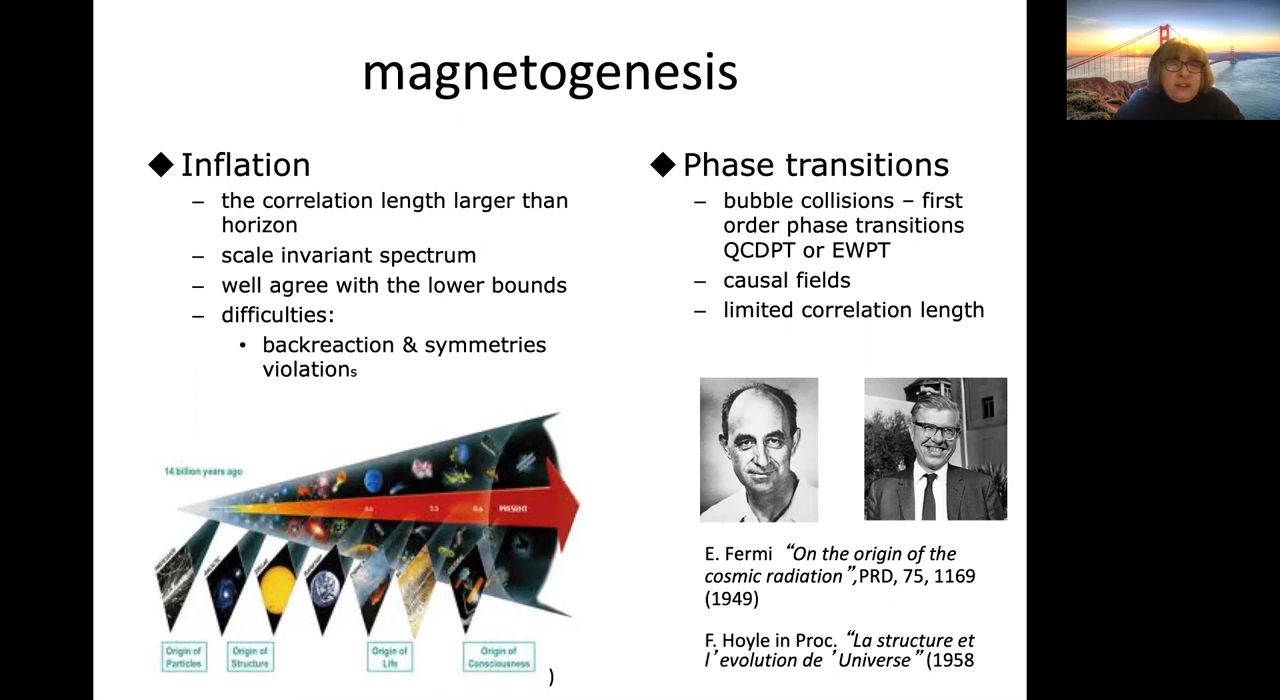 magnetogenesis
◆ Inflation
– the correlation length larger than
horizon
– scale invariant spectrum
– well agree with the lower bounds
– difficulties:
• backreaction & symmetries
violations
◆ Phase transitions
– bubble collisions – first
order phase transitions
QCDPT or EWPT
– causal fields
– limited correlation length
14 billion years ago
PRESENT
Origin of
Particles
Origin of
Structure
Origin of
Life
Origin of
Consciousness
)
E. Fermi “On the origin of the
cosmic radiation”,PRD, 75, 1169
(1949)
F. Hoyle in Proc. “La structure et
l’evolution de ’Universe” (1958